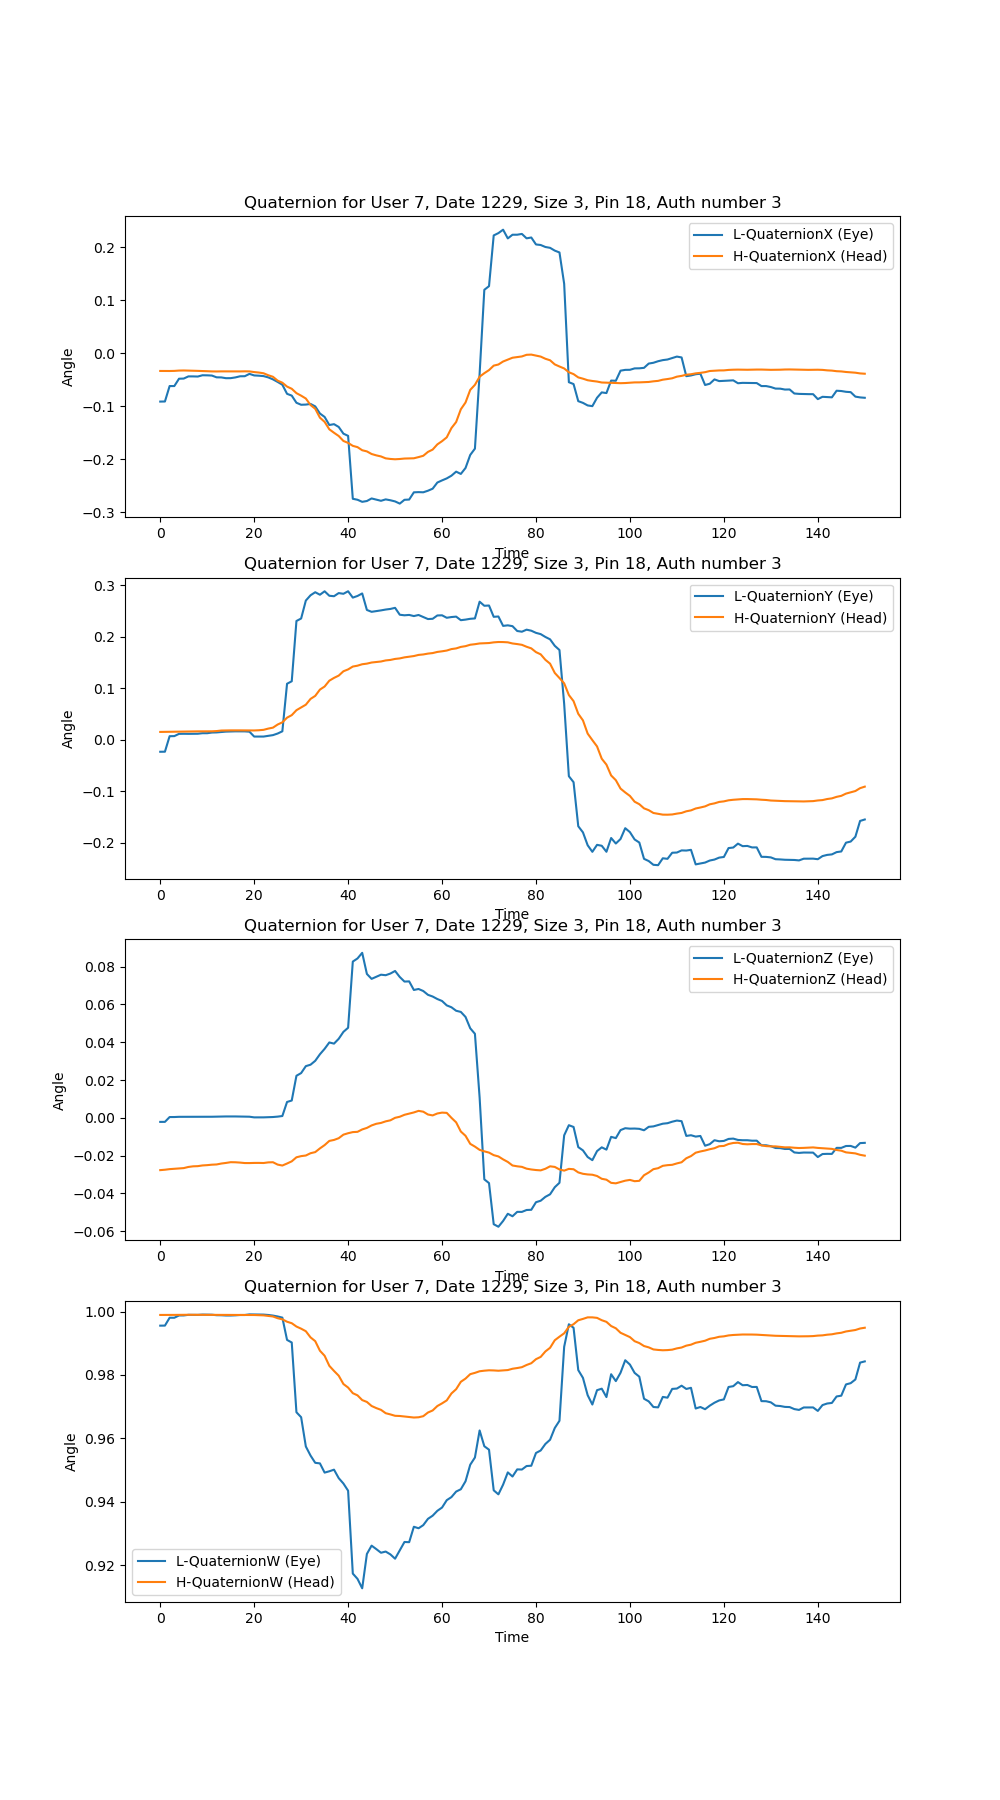 Quaternion for User 7, Date 1229, Size 3, Pin 18, Auth number 3
L-QuaternionX (Eye)
H-QuaternionX (Head)
Angle
0.2
0.1
0.0
−0.1
−0.2
−0.3
0 20 40 60 80 100 120 140
Time
Quaternion for User 7, Date 1229, Size 3, Pin 18, Auth number 3
L-QuaternionY (Eye)
H-QuaternionY (Head)
Angle
0.3
0.2
0.1
0.0
−0.1
−0.2
0 20 40 60 80 100 120 140
Time
Quaternion for User 7, Date 1229, Size 3, Pin 18, Auth number 3
L-QuaternionZ (Eye)
H-QuaternionZ (Head)
Angle
0.08
0.06
0.04
0.02
0.00
−0.02
−0.04
−0.06
0 20 40 60 80 100 120 140
Time
Quaternion for User 7, Date 1229, Size 3, Pin 18, Auth number 3
Angle
1.00
0.98
0.96
0.94
0.92
L-QuaternionW (Eye)
H-QuaternionW (Head)
0 20 40 60 80 100 120 140
Time